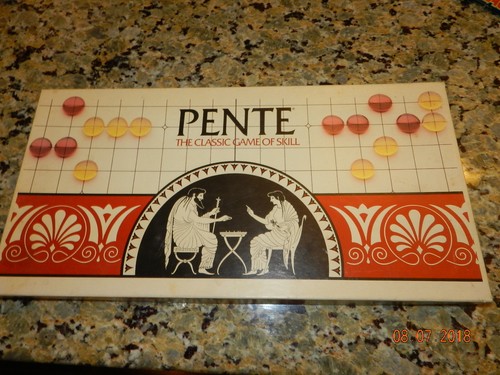 PENTE
THE CLASSIC GAME OF SKILL
08 07 2018